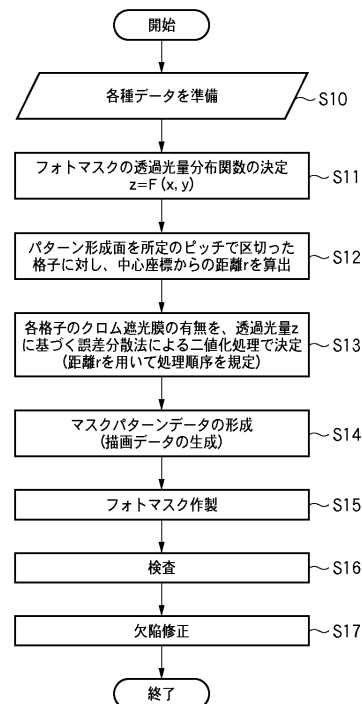 開始
各種データを準備
S10
フォトマスクの透過光量分布関数の決定
z=F(x, y)
S11
パターン形成面を所定のピッチで区切った
格子に対し、中心座標からの距離rを算出
S12
各格子のクロム遮光膜の有無を、透過光量z
に基づく誤差分散法による二値化処理で決定
(距離rを用いて処理順序を規定)
S13
マスクパターンデータの形成
(描画データの生成)
S14
フォトマスク作製
S15
検査
S16
欠陥修正
S17
終了